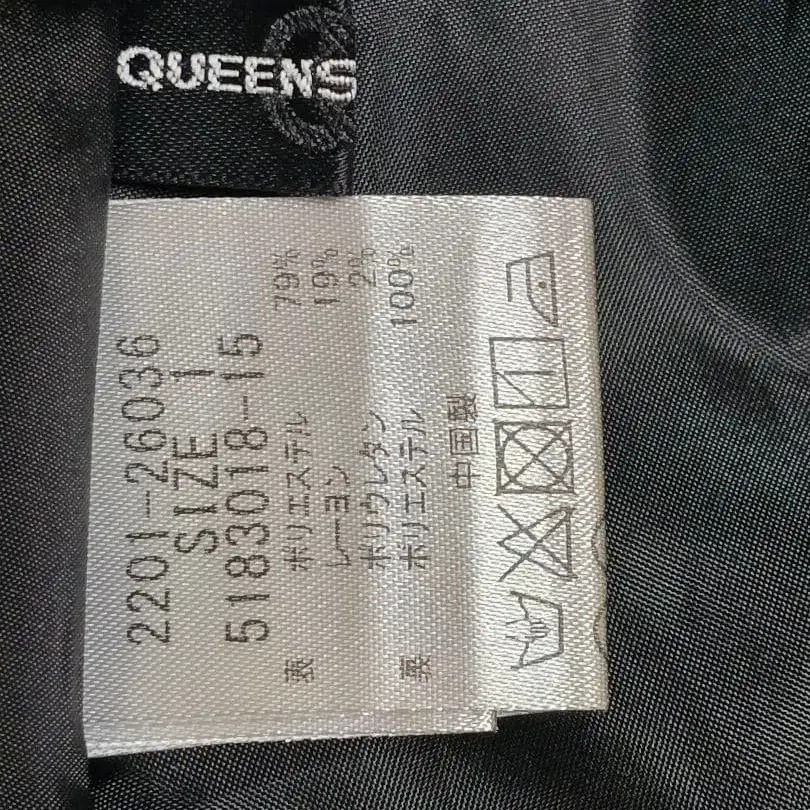 QUEENS
2201-26036
SIZE 1
5183018-15
表 ポリエステル 79%
レーヨン 19%
ポリウレタン 2%
裏 ポリエステル 100%
中国製